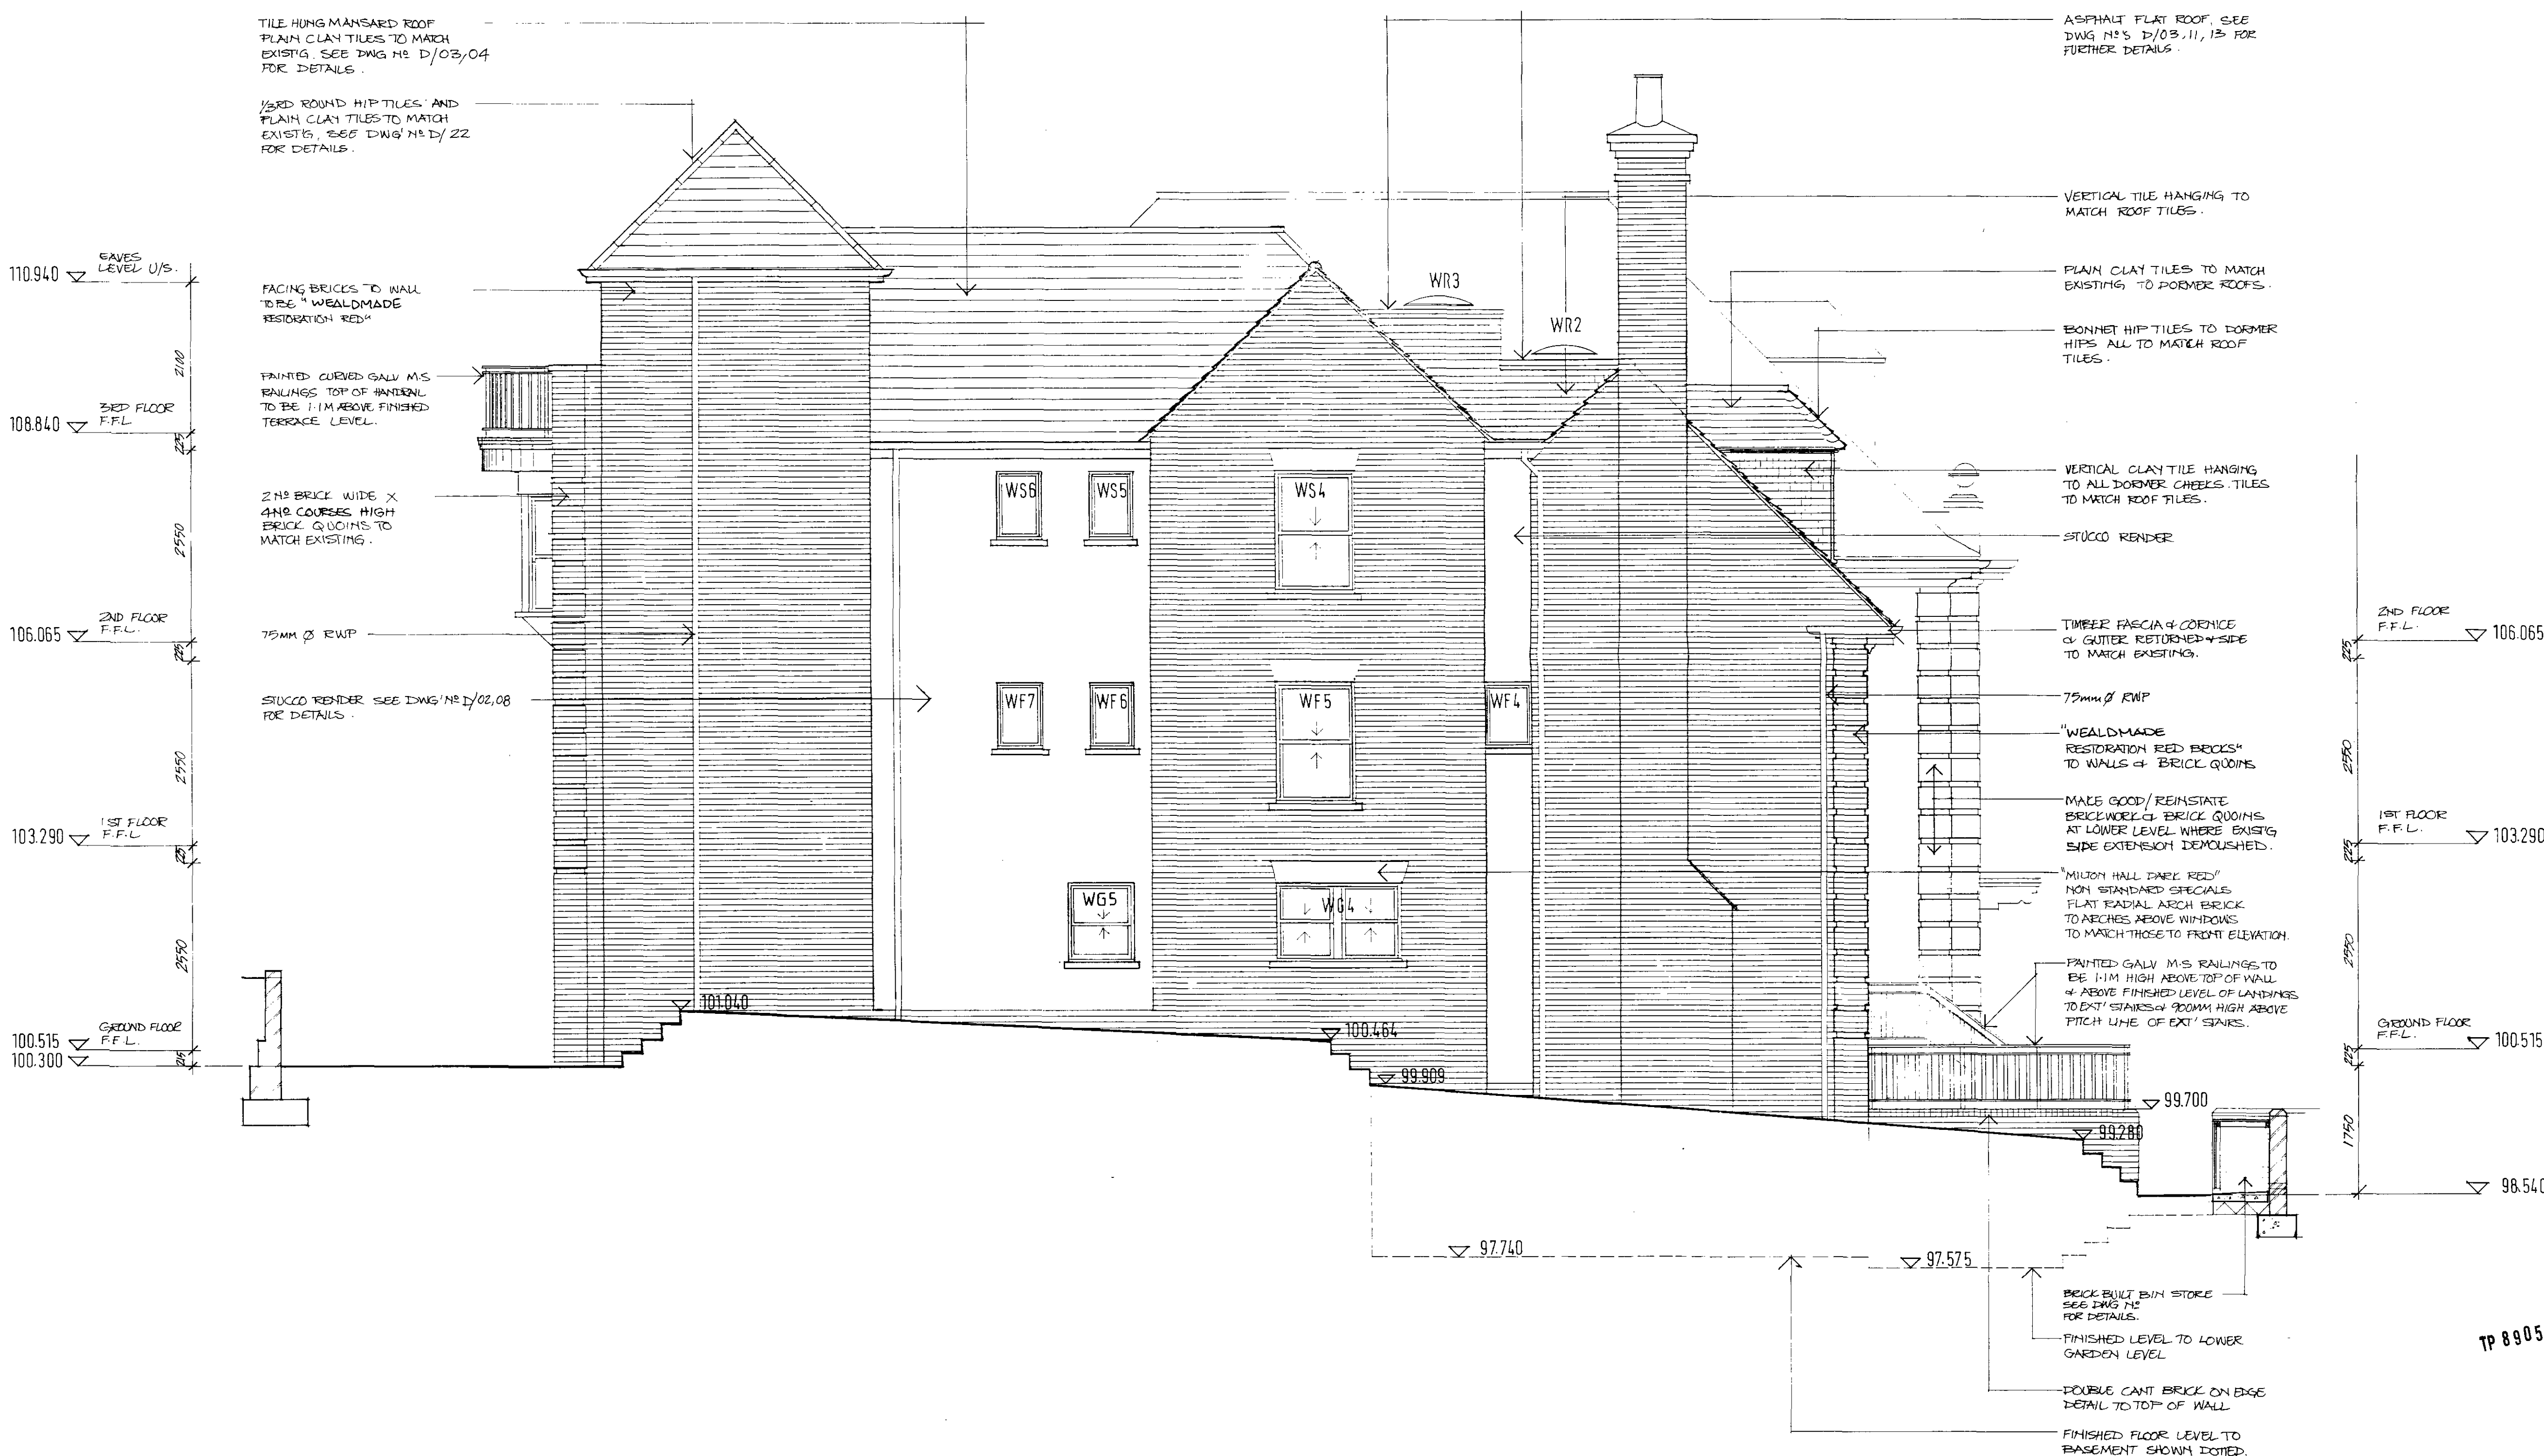 TILE HUNG MANSARD ROOF
PLAIN CLAY TILES TO MATCH
EXIST'G. SEE DWG Nº D/03,04
FOR DETAILS.
1/3RD ROUND HIP TILES AND
PLAIN CLAY TILES TO MATCH
EXIST'G, SEE DWG' Nº D/22
FOR DETAILS.
110.940
EAVES
LEVEL U/S.
FACING BRICKS TO WALL
TO BE "WEALDMADE
RESTORATION RED"
2100
PAINTED CURVED GALV M.S
RAILINGS TOP OF HANDRAIL
TO BE 1.1M ABOVE FINISHED
TERRACE LEVEL.
108.840
3RD FLOOR
F.F.L
225
2 Nº BRICK WIDE X
4Nº COURSES HIGH
BRICK QUOINS TO
MATCH EXISTING.
2550
106.065
2ND FLOOR
F.F.L.
75MM Ø RWP
225
STUCCO RENDER SEE DWG' Nº D/02,08
FOR DETAILS.
2550
103.290
1ST FLOOR
F.F.L
225
2550
100.515
GROUND FLOOR
F.F.L.
100.300
215
WR3
WR2
WS6
WS5
WS4
WF7
WF6
WF5
WF4
WG5
WG4
101.040
100.464
99.909
99.700
99.280
97.740
97.575
ASPHALT FLAT ROOF. SEE
DWG Nº'S D/03,11,13 FOR
FURTHER DETAILS.
VERTICAL TILE HANGING TO
MATCH ROOF TILES.
PLAIN CLAY TILES TO MATCH
EXISTING TO DORMER ROOFS.
BONNET HIP TILES TO DORMER
HIPS ALL TO MATCH ROOF
TILES.
VERTICAL CLAY TILE HANGING
TO ALL DORMER CHEEKS. TILES
TO MATCH ROOF TILES.
STUCCO RENDER
TIMBER FASCIA & CORNICE
& GUTTER RETURNED & SIDE
TO MATCH EXISTING.
75mm Ø RWP
"WEALDMADE
RESTORATION RED BRICKS"
TO WALLS & BRICK QUOINS
MAKE GOOD/REINSTATE
BRICKWORK & BRICK QUOINS
AT LOWER LEVEL WHERE EXIST'G
SIDE EXTENSION DEMOLISHED.
"MILTON HALL DARK RED"
NON STANDARD SPECIALS
FLAT RADIAL ARCH BRICK
TO ARCHES ABOVE WINDOWS
TO MATCH THOSE TO FRONT ELEVATION.
PAINTED GALV M.S RAILINGS TO
BE 1.1M HIGH ABOVE TOP OF WALL
& ABOVE FINISHED LEVEL OF LANDINGS
TO EXT' STAIRS & 900MM HIGH ABOVE
PITCH LINE OF EXT' STAIRS.
BRICK BUILT BIN STORE
SEE DWG Nº
FOR DETAILS.
FINISHED LEVEL TO LOWER
GARDEN LEVEL
DOUBLE CANT BRICK ON EDGE
DETAIL TO TOP OF WALL
FINISHED FLOOR LEVEL TO
BASEMENT SHOWN DOTTED.
2ND FLOOR
F.F.L.
106.065
225
2550
1ST FLOOR
F.F.L.
103.290
225
2550
GROUND FLOOR
F.F.L.
100.515
225
1750
98.540
TP 8905